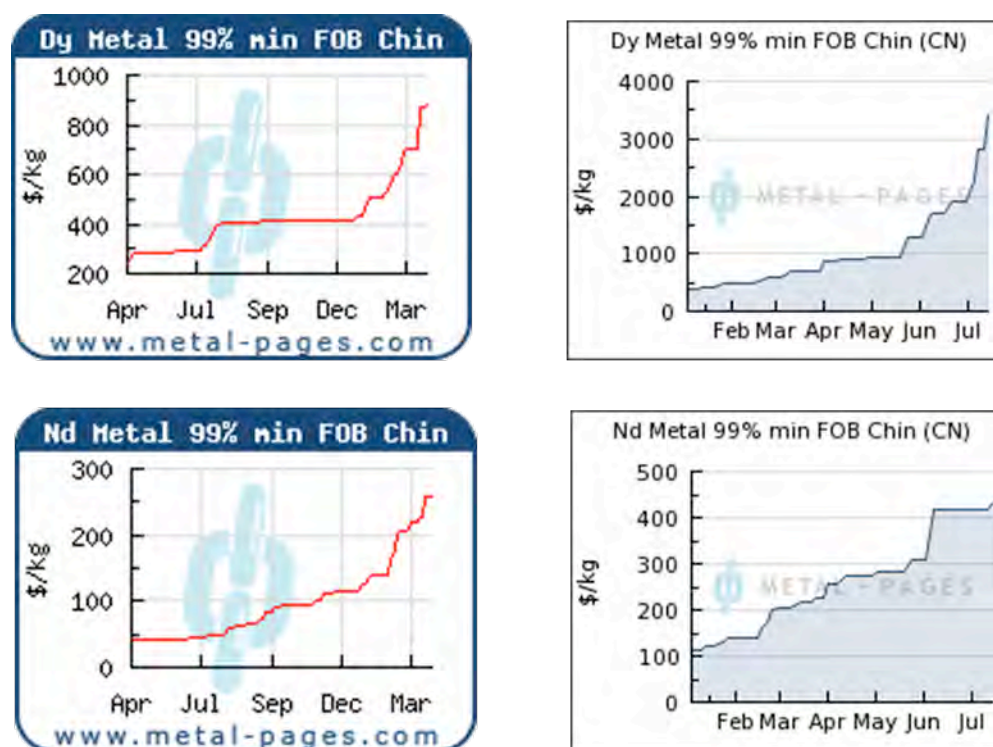 Dy Metal 99% min FOB Chin
1000
800
600
400
200
$/kg
Apr Jul Sep Dec Mar
www.metal-pages.com
Dy Metal 99% min FOB Chin (CN)
4000
3000
2000
1000
0
$/kg
METAL - PAGES
Feb Mar Apr May Jun Jul
Nd Metal 99% min FOB Chin
300
200
100
0
$/kg
Apr Jul Sep Dec Mar
www.metal-pages.com
Nd Metal 99% min FOB Chin (CN)
500
400
300
200
100
0
$/kg
METAL - PAGES
Feb Mar Apr May Jun Jul